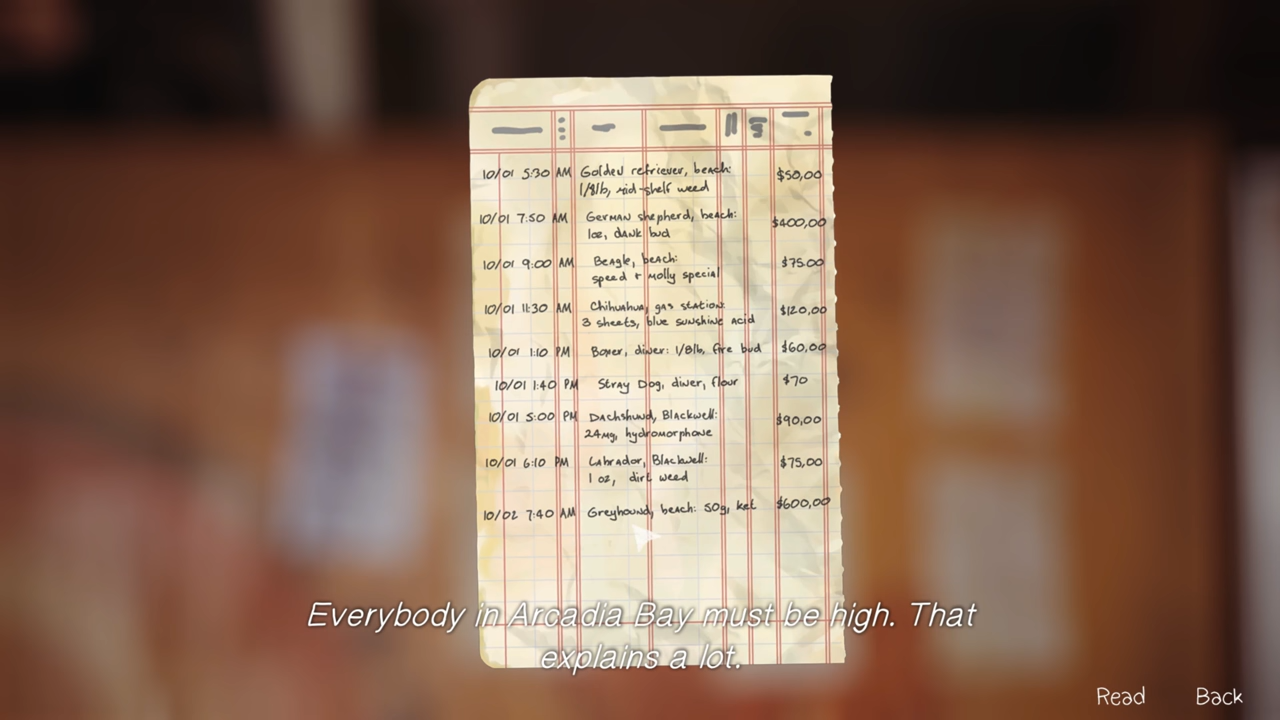 10/01 5:30 AM Golden retriever, beach: $50,00
1/8lb, mid-shelf weed
10/01 7:50 AM German shepherd, beach: $400,00
1oz, dank bud
10/01 9:00 AM Beagle, beach: $75.00
speed + molly special
10/01 11:30 AM Chihuahua, gas station: $120,00
3 sheets, blue sunshine acid
10/01 1:10 PM Boxer, diner: 1/8lb, fire bud $60,00
10/01 1:40 PM Stray Dog, diner, flour $70
10/01 5:00 PM Dachshund, Blackwell: $90,00
24mg, hydromorphone
10/01 6:10 PM Labrador, Blackwell: $75,00
1 oz, dirt weed
10/02 7:40 AM Greyhound, beach: 50g, ket $600,00
Everybody in Arcadia Bay must be high. That
explains a lot.
Read Back